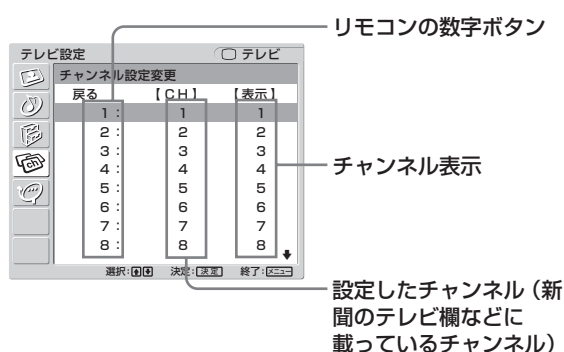 リモコンの数字ボタン
テレビ設定 テレビ
チャンネル設定変更
戻る 【CH】 【表示】
1: 1 1
2: 2 2
3: 3 3
4: 4 4
5: 5 5
6: 6 6
7: 7 7
8: 8 8
チャンネル表示
選択:↑↓ 決定:決定 終了:メニュー
設定したチャンネル（新
聞のテレビ欄などに
載っているチャンネル）
ch